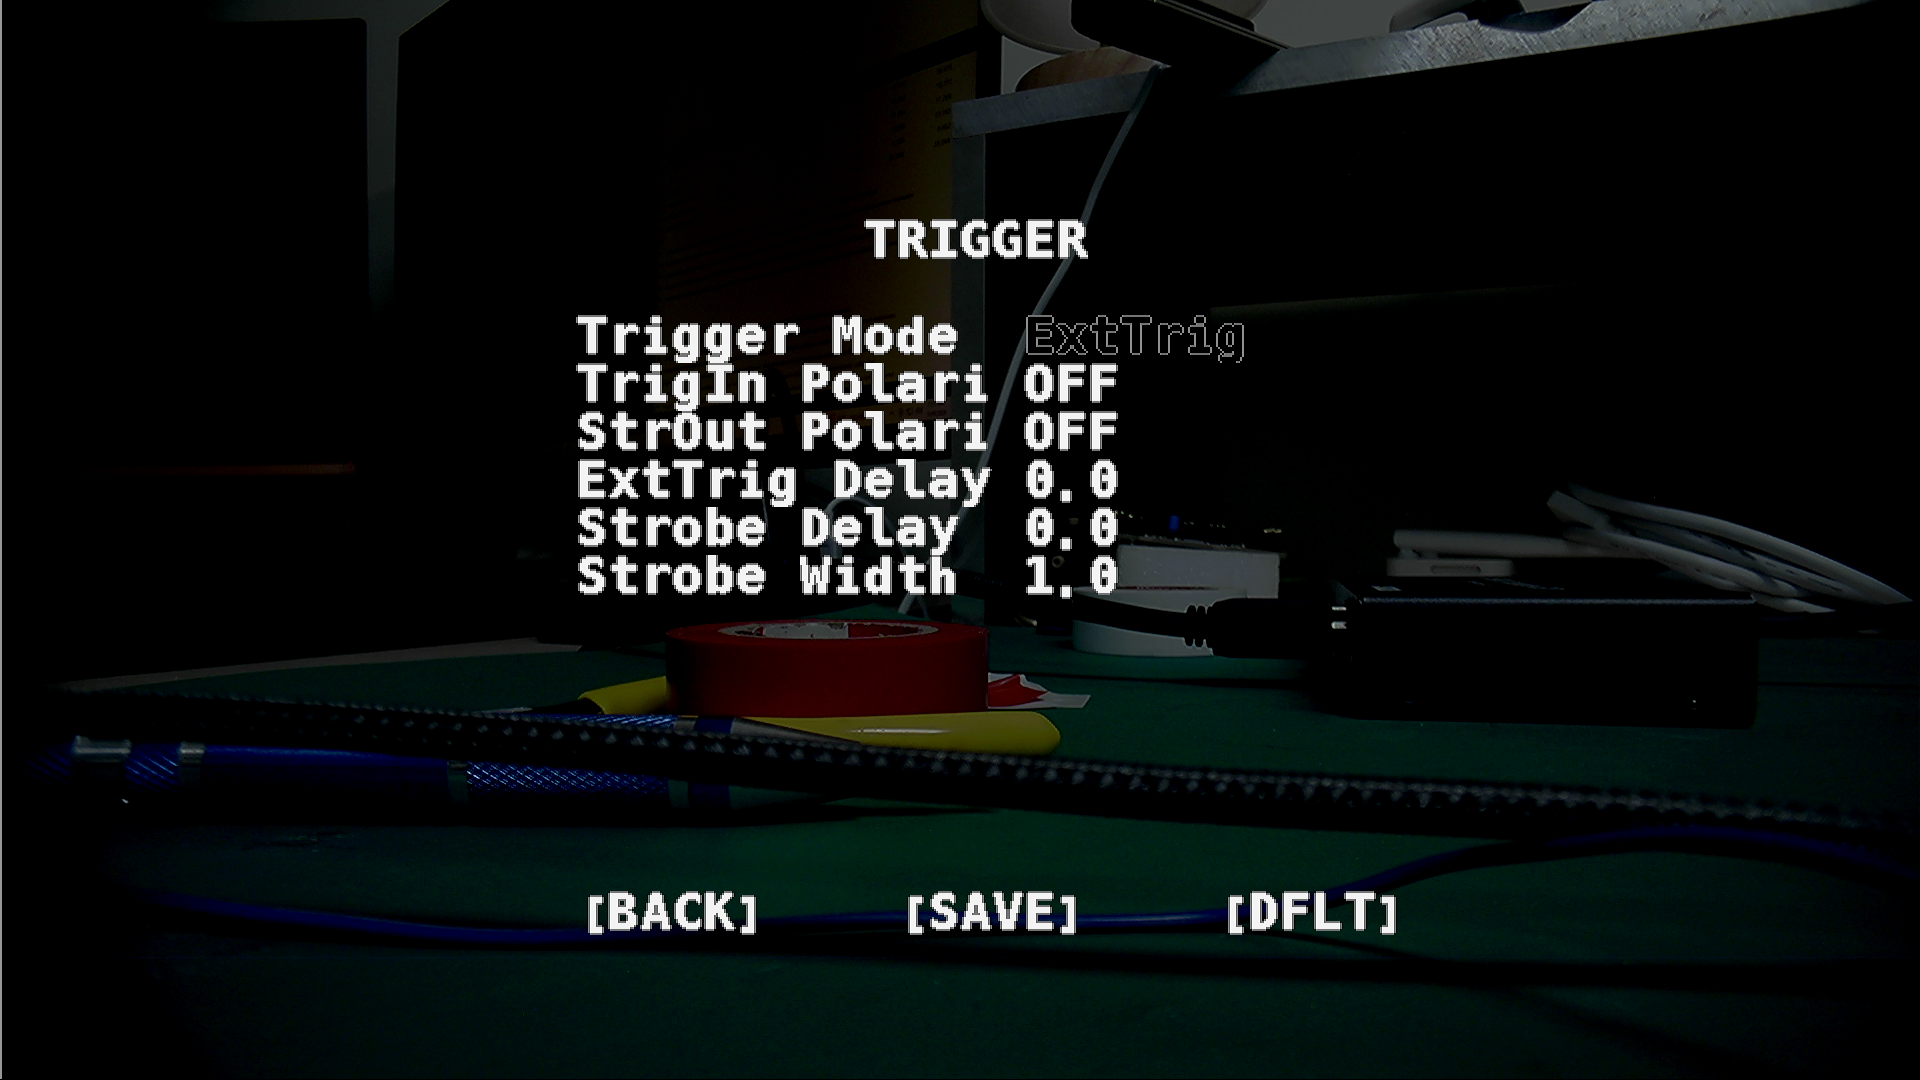 TRIGGER
Trigger Mode ExtTrig
TrigIn Polari OFF
StrOut Polari OFF
ExtTrig Delay 0.0
Strobe Delay 0.0
Strobe Width 1.0
[BACK] [SAVE] [DFLT]